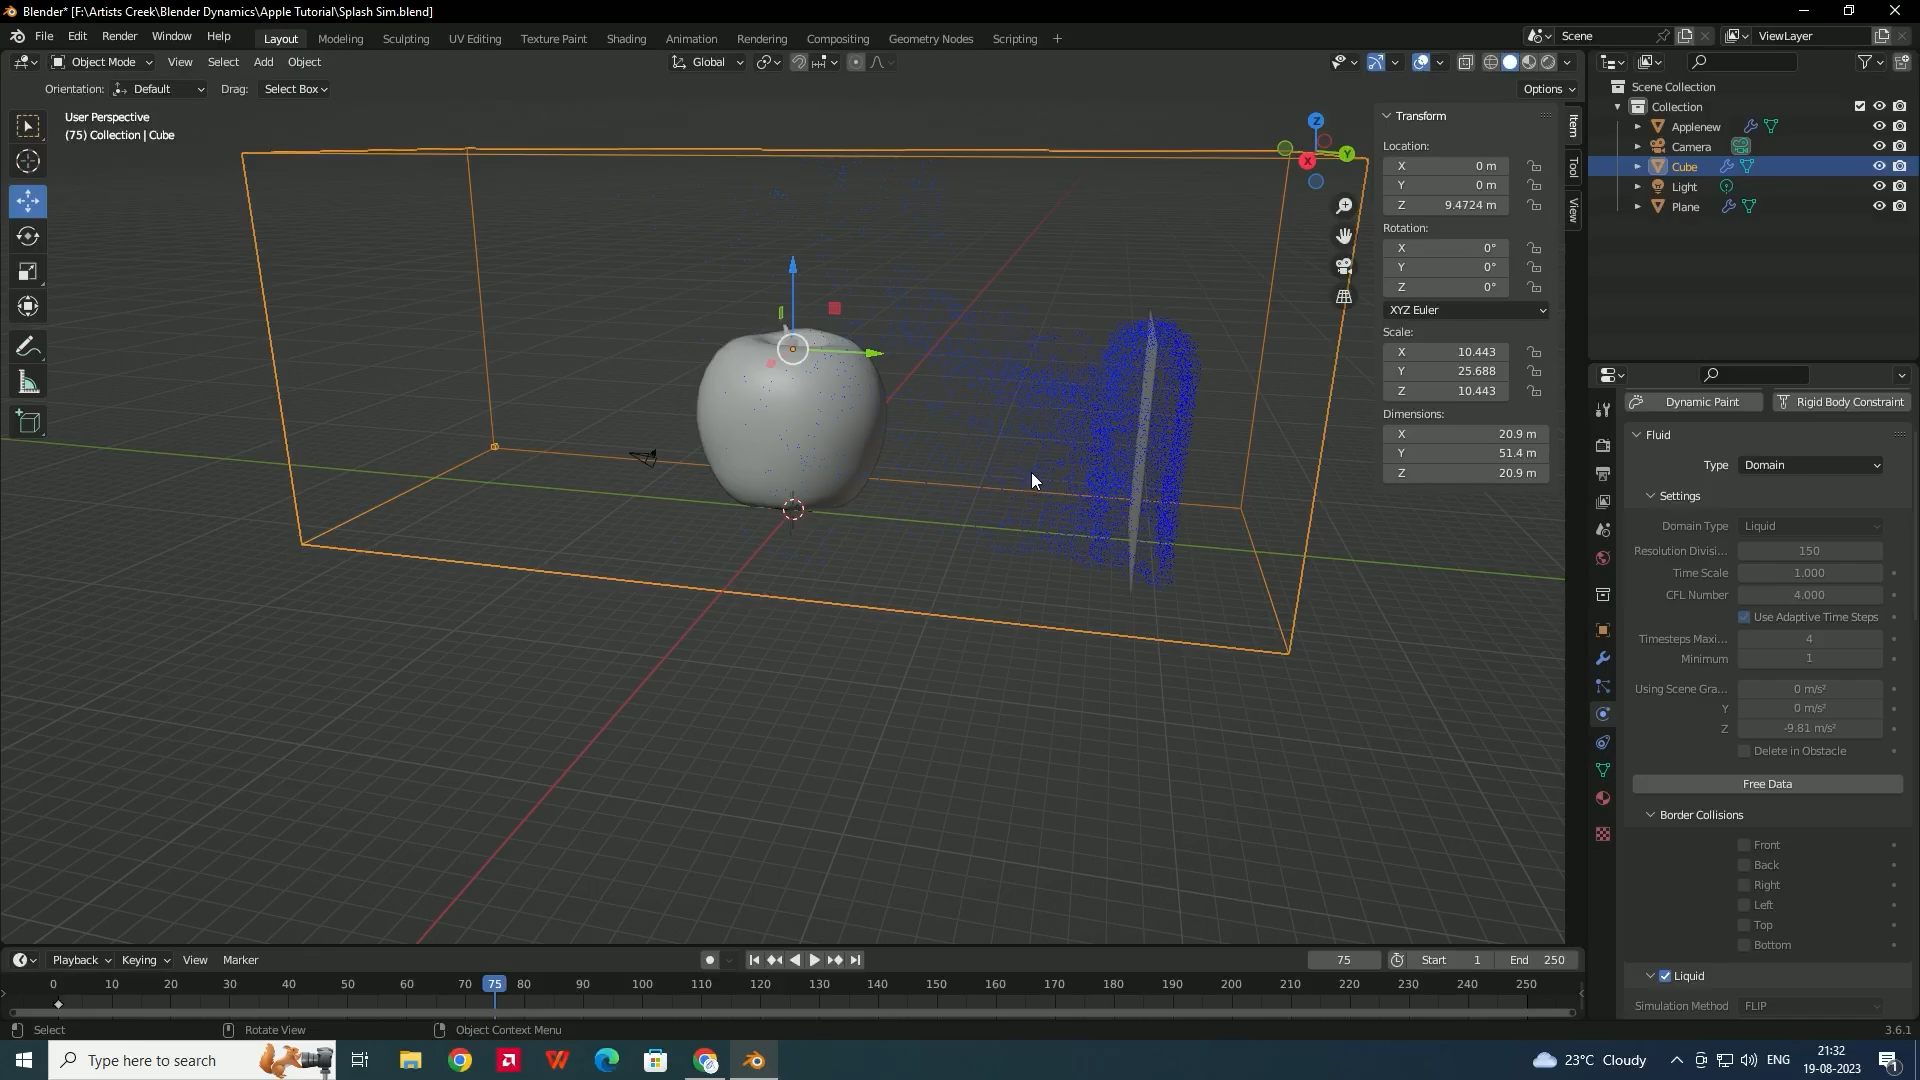 Blender* [F:\Artists Creek\Blender Dynamics\Apple Tutorial\Splash Sim.blend]
File Edit Render Window Help
Layout Modeling Sculpting UV Editing Texture Paint Shading Animation Rendering Compositing Geometry Nodes Scripting +
Scene
ViewLayer
Object Mode View Select Add Object
Global
Orientation: Default Drag: Select Box
Options
User Perspective
(75) Collection | Cube
Z
Y
X
Item
Tool
View
Transform
Location:
X 0 m
Y 0 m
Z 9.4724 m
Rotation:
X 0°
Y 0°
Z 0°
XYZ Euler
Scale:
X 10.443
Y 25.688
Z 10.443
Dimensions:
X 20.9 m
Y 51.4 m
Z 20.9 m
Scene Collection
Collection
Applenew
Camera
Cube
Light
Plane
Dynamic Paint Rigid Body Constraint
Fluid
Type Domain
Settings
Domain Type Liquid
Resolution Divisi... 150
Time Scale 1.000
CFL Number 4.000
Use Adaptive Time Steps
Timesteps Maxi... 4
Minimum 1
Using Scene Gra... 0 m/s²
Y 0 m/s²
Z -9.81 m/s²
Delete in Obstacle
Free Data
Border Collisions
Front
Back
Right
Left
Top
Bottom
Liquid
Simulation Method FLIP
Playback Keying View Marker
75 Start 1 End 250
0 10 20 30 40 50 60 70 75 80 90 100 110 120 130 140 150 160 170 180 190 200 210 220 230 240 250
Select Rotate View Object Context Menu
3.6.1
Type here to search
23°C Cloudy
ENG
21:32
19-08-2023
1